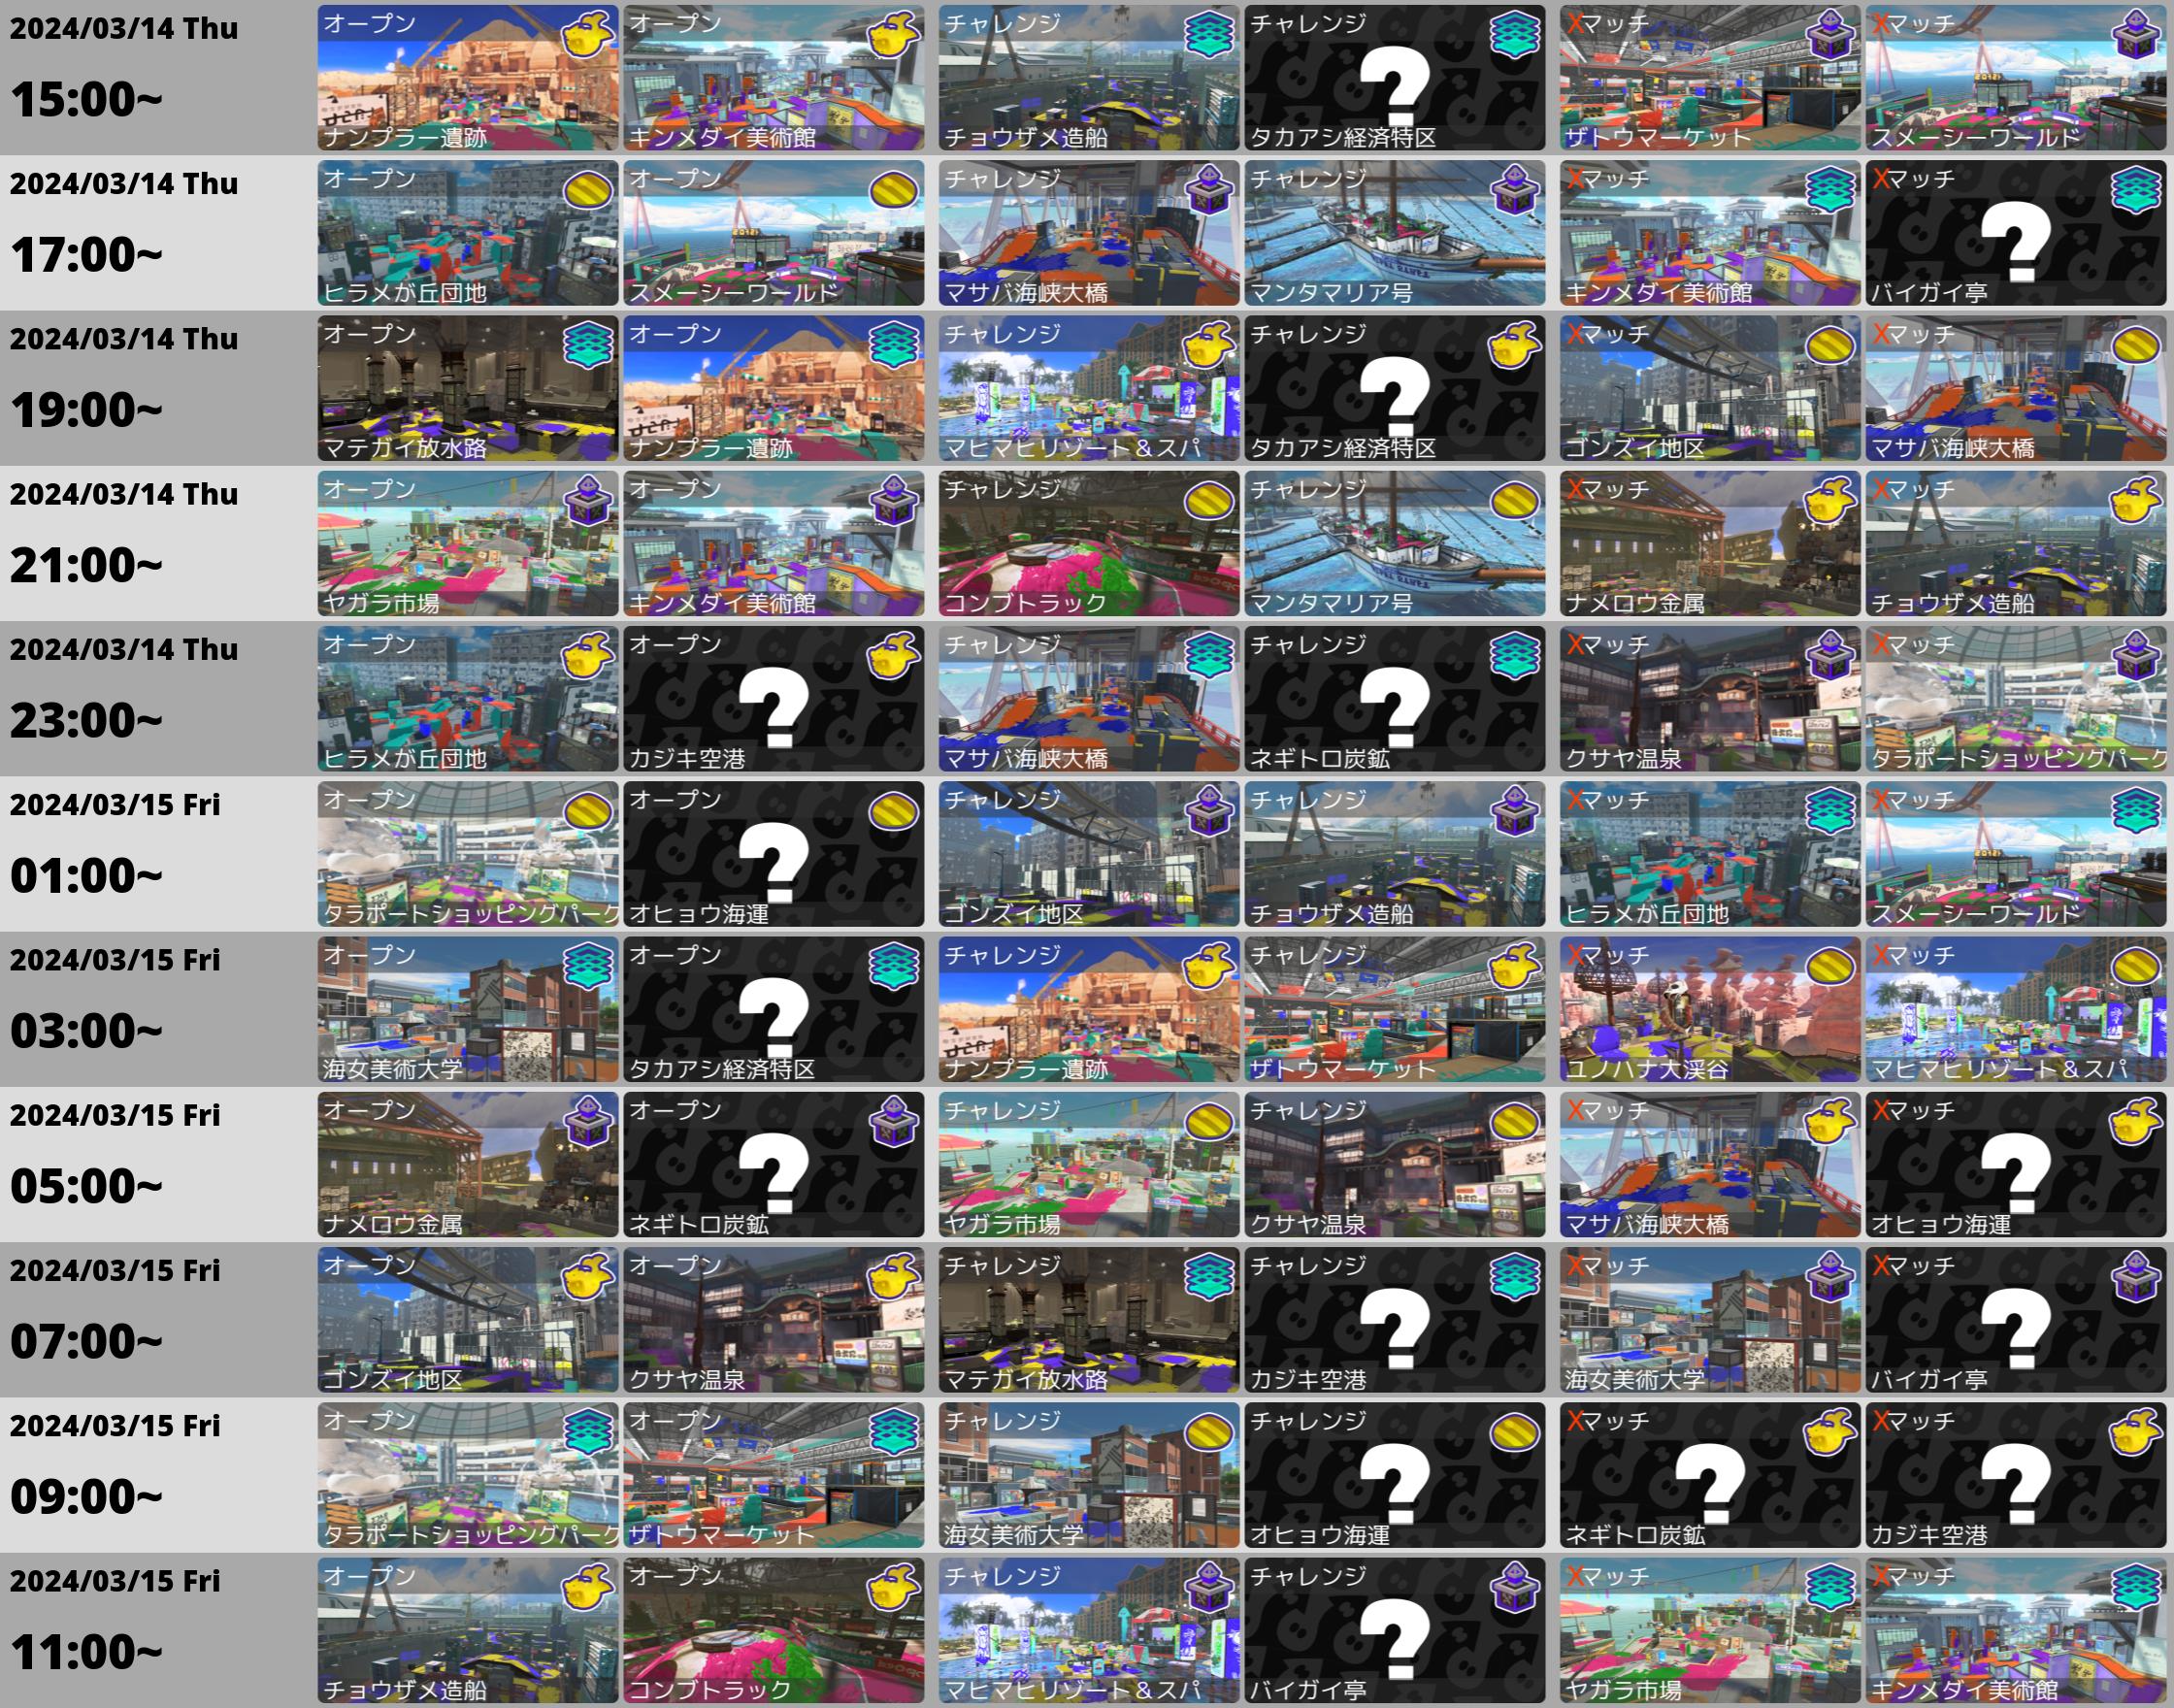 2024/03/14 Thu
15:00~
オープン
ナンプラー遺跡
オープン
キンメダイ美術館
チャレンジ
チョウザメ造船
チャレンジ
タカアシ経済特区
Xマッチ
ザトウマーケット
Xマッチ
スメーシーワールド
2024/03/14 Thu
17:00~
オープン
ヒラメが丘団地
オープン
スメーシーワールド
チャレンジ
マサバ海峡大橋
チャレンジ
マンタマリア号
Xマッチ
キンメダイ美術館
Xマッチ
バイガイ亭
2024/03/14 Thu
19:00~
オープン
マテガイ放水路
オープン
ナンプラー遺跡
チャレンジ
マヒマヒリゾート＆スパ
チャレンジ
タカアシ経済特区
Xマッチ
ゴンズイ地区
Xマッチ
マサバ海峡大橋
2024/03/14 Thu
21:00~
オープン
ヤガラ市場
オープン
キンメダイ美術館
チャレンジ
コンブトラック
チャレンジ
マンタマリア号
Xマッチ
ナメロウ金属
Xマッチ
チョウザメ造船
2024/03/14 Thu
23:00~
オープン
ヒラメが丘団地
オープン
カジキ空港
チャレンジ
マサバ海峡大橋
チャレンジ
ネギトロ炭鉱
Xマッチ
クサヤ温泉
Xマッチ
タラポートショッピングパーク
2024/03/15 Fri
01:00~
オープン
タラポートショッピングパーク
オープン
オヒョウ海運
チャレンジ
ゴンズイ地区
チャレンジ
チョウザメ造船
Xマッチ
ヒラメが丘団地
Xマッチ
スメーシーワールド
2024/03/15 Fri
03:00~
オープン
海女美術大学
オープン
タカアシ経済特区
チャレンジ
ナンプラー遺跡
チャレンジ
ザトウマーケット
Xマッチ
ユノハナ大渓谷
Xマッチ
マヒマヒリゾート＆スパ
2024/03/15 Fri
05:00~
オープン
ナメロウ金属
オープン
ネギトロ炭鉱
チャレンジ
ヤガラ市場
チャレンジ
クサヤ温泉
Xマッチ
マサバ海峡大橋
Xマッチ
オヒョウ海運
2024/03/15 Fri
07:00~
オープン
ゴンズイ地区
オープン
クサヤ温泉
チャレンジ
マテガイ放水路
チャレンジ
カジキ空港
Xマッチ
海女美術大学
Xマッチ
バイガイ亭
2024/03/15 Fri
09:00~
オープン
タラポートショッピングパーク
オープン
ザトウマーケット
チャレンジ
海女美術大学
チャレンジ
オヒョウ海運
Xマッチ
ネギトロ炭鉱
Xマッチ
カジキ空港
2024/03/15 Fri
11:00~
オープン
チョウザメ造船
オープン
コンブトラック
チャレンジ
マヒマヒリゾート＆スパ
チャレンジ
バイガイ亭
Xマッチ
ヤガラ市場
Xマッチ
キンメダイ美術館